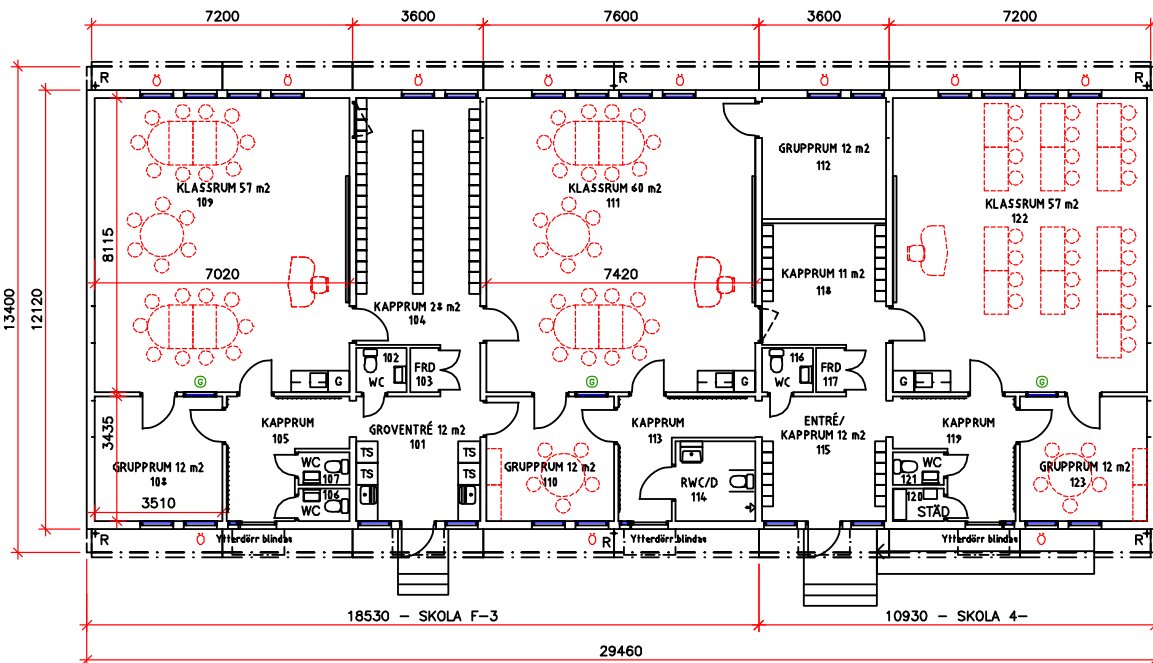 7200 3600 7600 3600 7200
R Ö Ö Ö R Ö Ö Ö R
GRUPPRUM 12 m2
112
KLASSRUM 57 m2
109
KLASSRUM 60 m2
111
KLASSRUM 57 m2
122
8115
7020
7420
KAPPRUM 11 m2
118
13400
12120
KAPPRUM 28 m2
104
102
WC
FRD
103
116
WC
FRD
117
G G G
G G G
3435
KAPPRUM
105
GROVENTRÉ 12 m2
101
KAPPRUM
113
ENTRÉ/
KAPPRUM 12 m2
115
KAPPRUM
119
GRUPPRUM 12 m2
108
WC
107
106
WC
TS
TS
TS
TS
GRUPPRUM 12 m2
110
RWC/D
114
WC
121
120
STÄD
GRUPPRUM 12 m2
123
3510
R Ö Ytterdörr blindas Ö R Ytterdörr blindas Ytterdörr blindas Ö R
18530 – SKOLA F–3
10930 – SKOLA 4–
29460